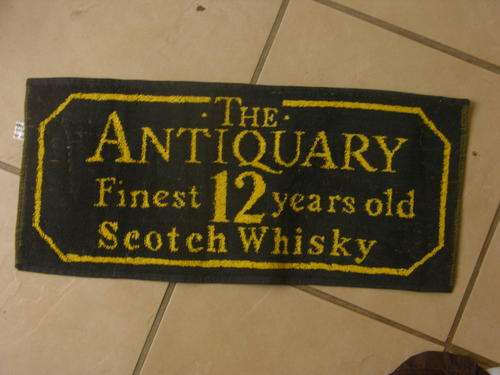 ·THE·
ANTIQUARY
Finest 12 years old
Scotch Whisky